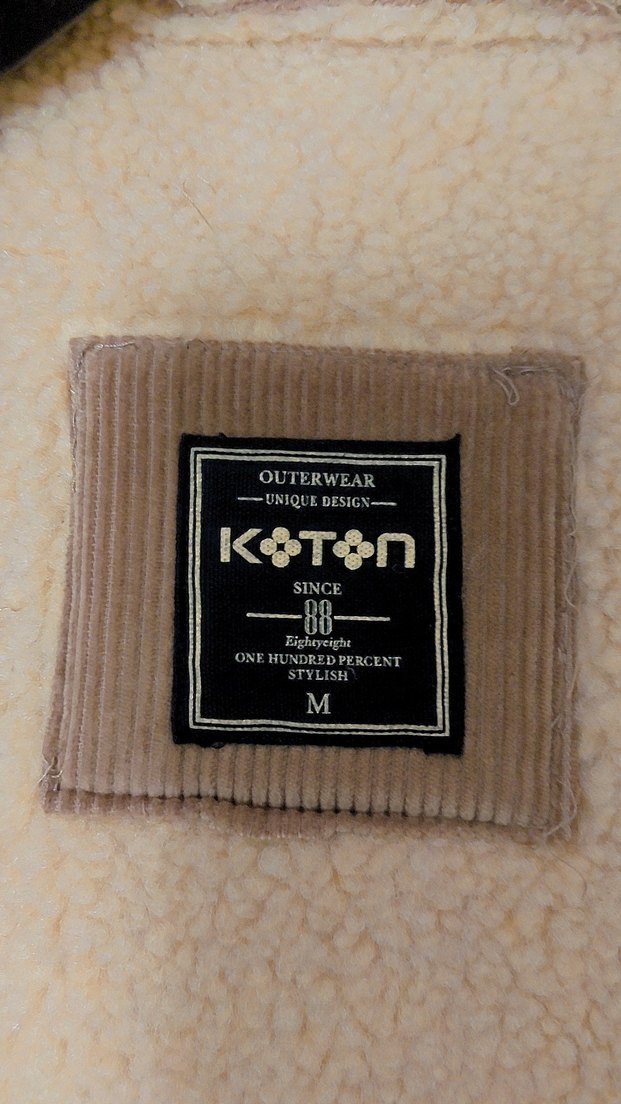 OUTERWEAR
UNIQUE DESIGN
KOTON
SINCE
88
Eightyeight
ONE HUNDRED PERCENT
STYLISH
M